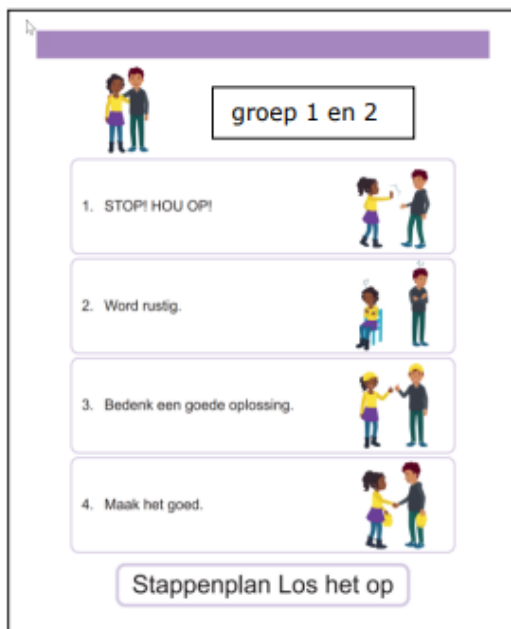 groep 1 en 2
1. STOP! HOU OP!
2. Word rustig.
3. Bedenk een goede oplossing.
4. Maak het goed.
Stappenplan Los het op